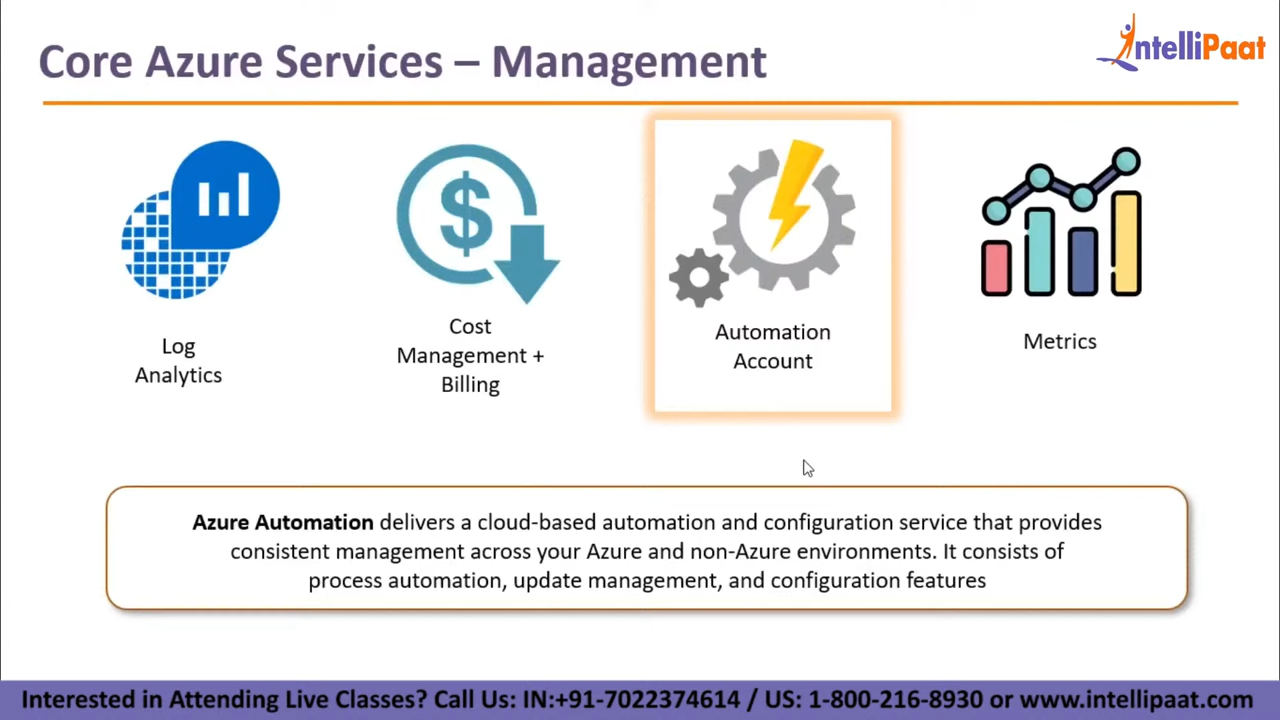 Core Azure Services – Management
IntelliPaat
Log
Analytics
Cost
Management +
Billing
Automation
Account
Metrics
Azure Automation delivers a cloud-based automation and configuration service that provides
consistent management across your Azure and non-Azure environments. It consists of
process automation, update management, and configuration features
Interested in Attending Live Classes? Call Us: IN:+91-7022374614 / US: 1-800-216-8930 or www.intellipaat.com